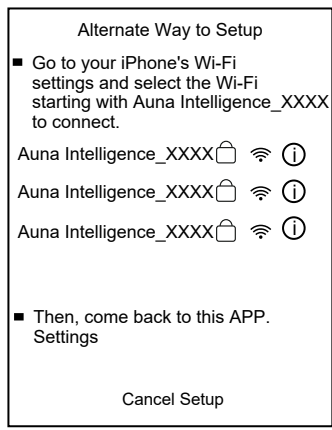 Alternate Way to Setup
Go to your iPhone's Wi-Fi
settings and select the Wi-Fi
starting with Auna Intelligence_XXXX
to connect.
Auna Intelligence_XXXX
Auna Intelligence_XXXX
Auna Intelligence_XXXX
Then, come back to this APP.
Settings
Cancel Setup